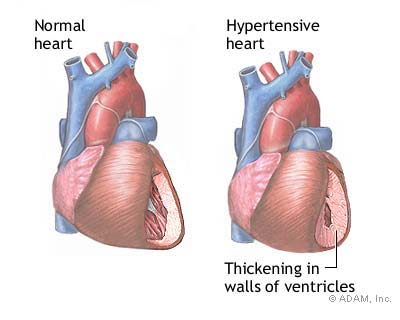 Normal
heart
Hypertensive
heart
Thickening in
walls of ventricles
© ADAM, Inc.